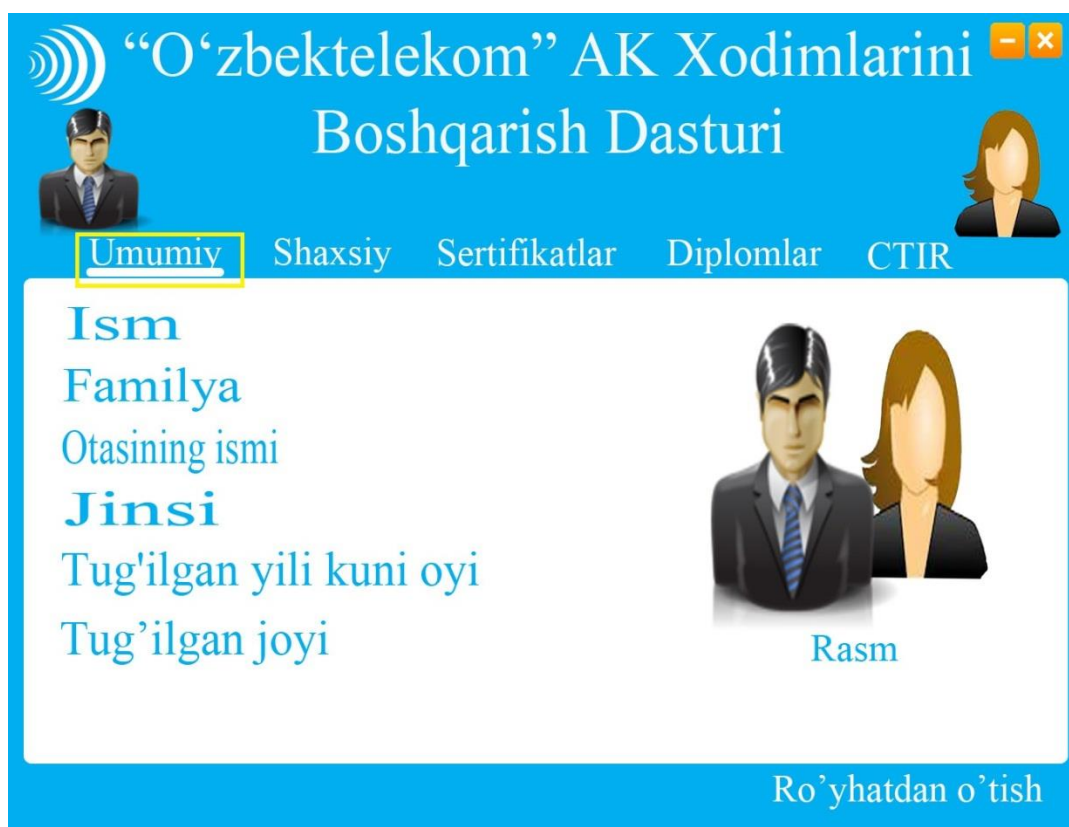 “O‘zbektelekom” AK Xodimlarini
Boshqarish Dasturi
Umumiy Shaxsiy Sertifikatlar Diplomlar CTIR
Ism
Familya
Otasining ismi
Jinsi
Tug'ilgan yili kuni oyi
Tug’ilgan joyi
Rasm
Ro’yhatdan o’tish